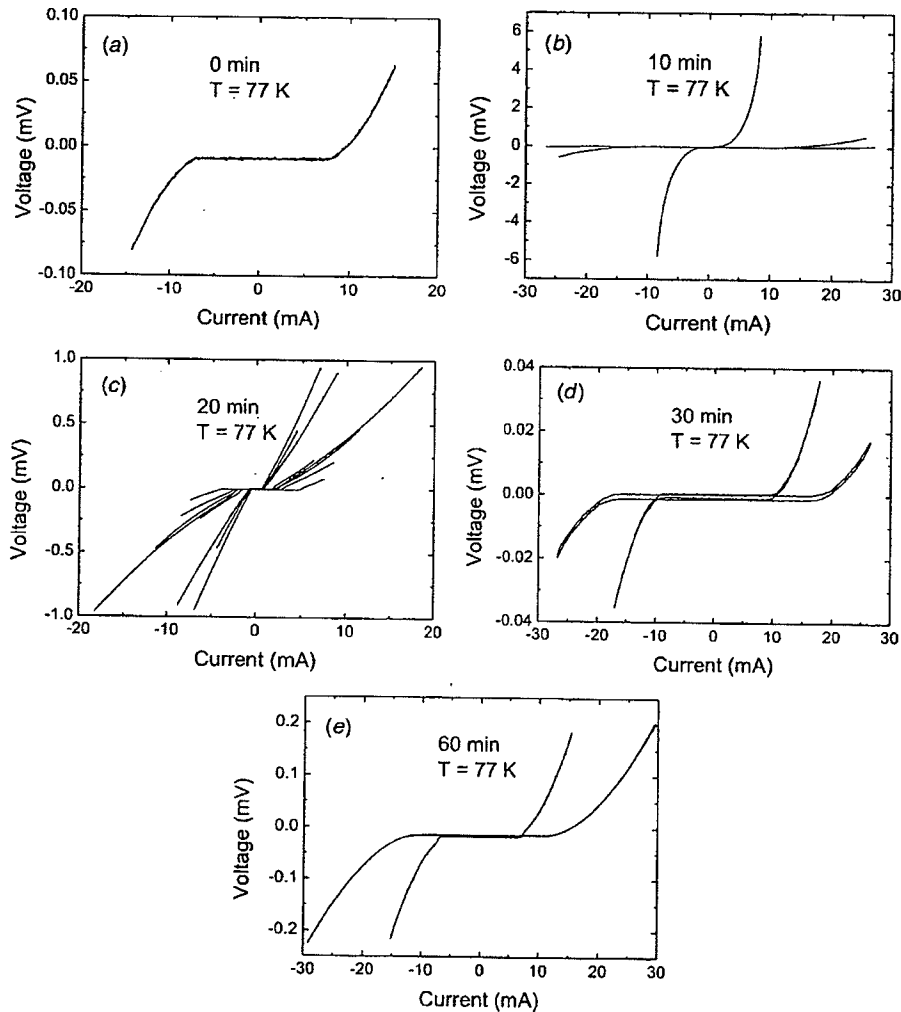 (a)
0 min
T = 77 K
0.10
0.05
0.00
-0.05
-0.10
Voltage (mV)
-20
-10
0
10
20
Current (mA)
(b)
10 min
T = 77 K
6
4
2
0
-2
-4
-6
Voltage (mV)
-30
-20
-10
0
10
20
30
Current (mA)
(c)
20 min
T = 77 K
1.0
0.5
0.0
-0.5
-1.0
Voltage (mV)
-20
-10
0
10
20
Current (mA)
(d)
30 min
T = 77 K
0.04
0.02
0.00
-0.02
-0.04
Voltage (mV)
-30
-20
-10
0
10
20
30
Current (mA)
(e)
60 min
T = 77 K
0.2
0.1
0.0
-0.1
-0.2
Voltage (mV)
-30
-20
-10
0
10
20
30
Current (mA)